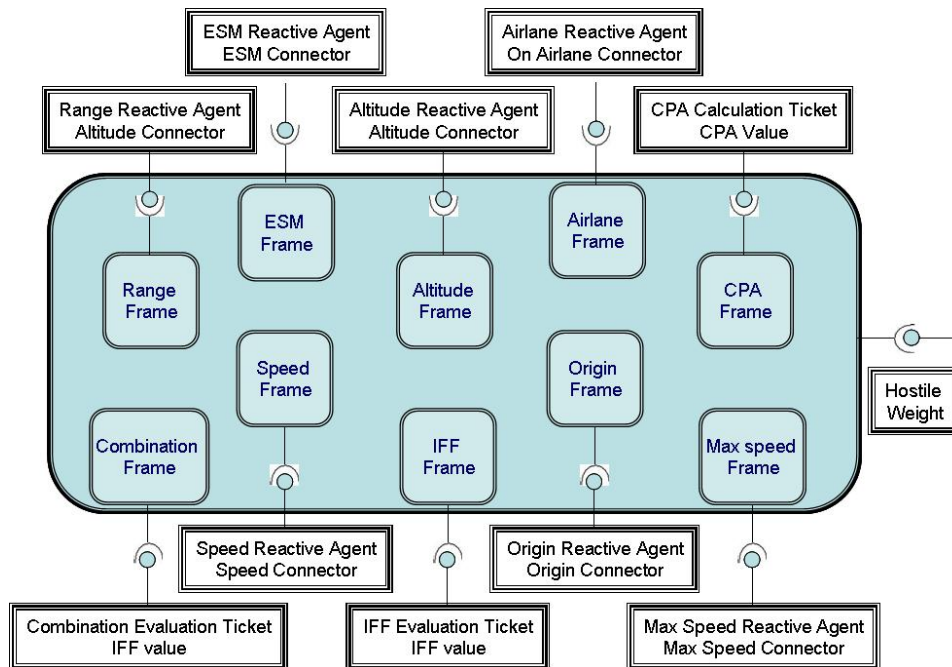 ESM Reactive Agent
ESM Connector
Airlane Reactive Agent
On Airlane Connector
Range Reactive Agent
Altitude Connector
Altitude Reactive Agent
Altitude Connector
CPA Calculation Ticket
CPA Value
ESM
Frame
Airlane
Frame
Range
Frame
Altitude
Frame
CPA
Frame
Speed
Frame
Origin
Frame
Hostile
Weight
Combination
Frame
IFF
Frame
Max speed
Frame
Speed Reactive Agent
Speed Connector
Origin Reactive Agent
Origin Connector
Combination Evaluation Ticket
IFF value
IFF Evaluation Ticket
IFF value
Max Speed Reactive Agent
Max Speed Connector